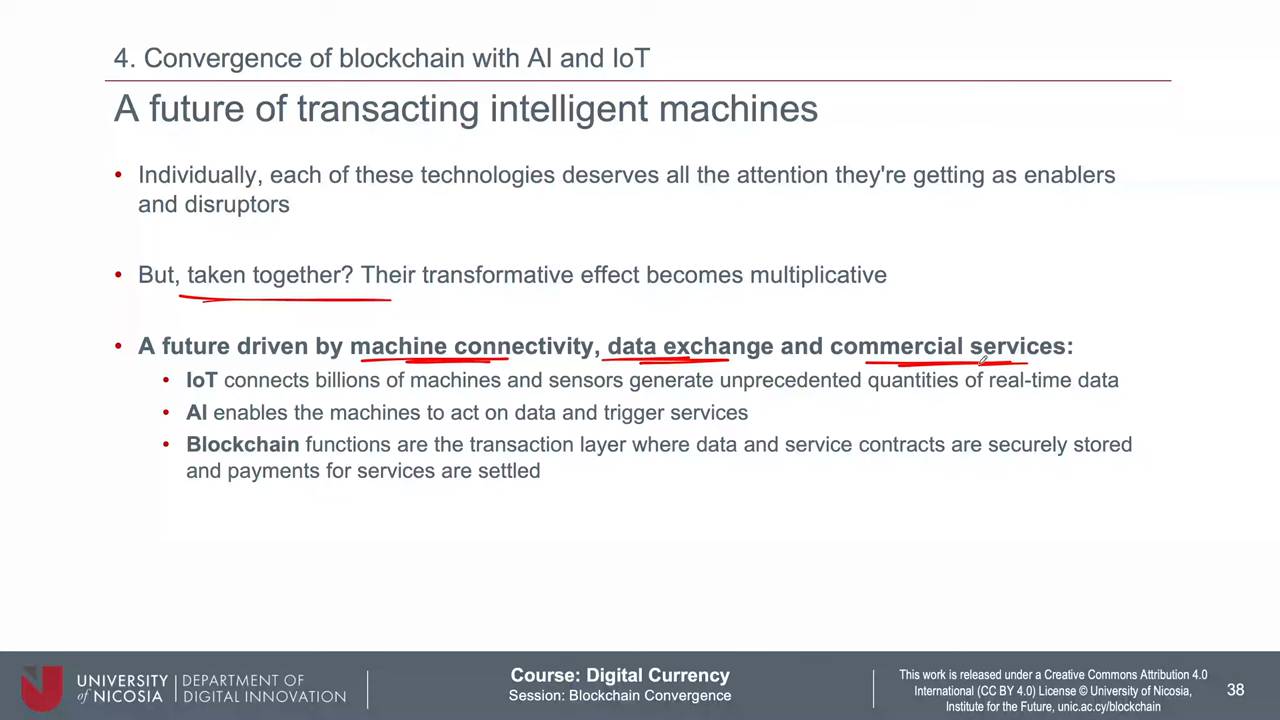 4. Convergence of blockchain with AI and IoT
A future of transacting intelligent machines
• Individually, each of these technologies deserves all the attention they're getting as enablers
and disruptors
• But, taken together? Their transformative effect becomes multiplicative
• A future driven by machine connectivity, data exchange and commercial services:
• IoT connects billions of machines and sensors generate unprecedented quantities of real-time data
• AI enables the machines to act on data and trigger services
• Blockchain functions are the transaction layer where data and service contracts are securely stored
and payments for services are settled
UNIVERSITY
of NICOSIA
DEPARTMENT OF
DIGITAL INNOVATION
Course: Digital Currency
Session: Blockchain Convergence
This work is released under a Creative Commons Attribution 4.0
International (CC BY 4.0) License © University of Nicosia,
Institute for the Future, unic.ac.cy/blockchain
38